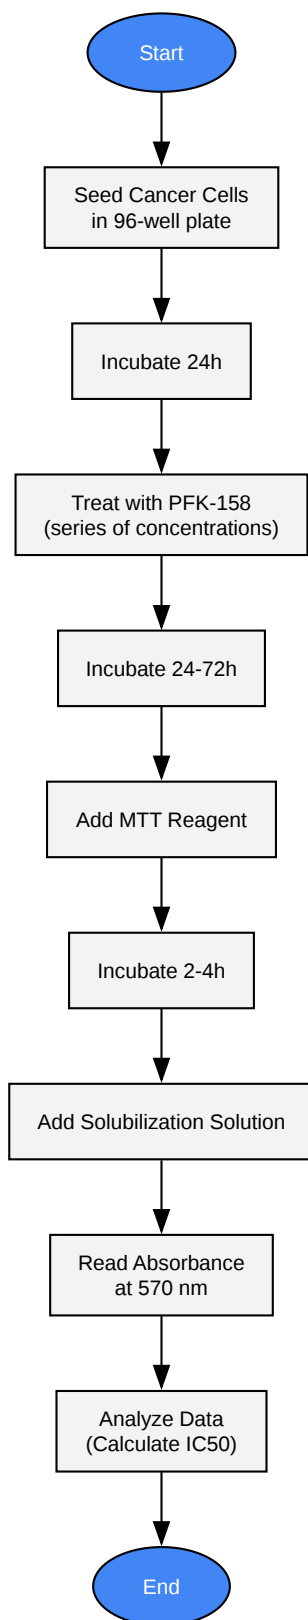 Start
Seed Cancer Cells
in 96-well plate
Incubate 24h
Treat with PFK-158
(series of concentrations)
Incubate 24-72h
Add MTT Reagent
Incubate 2-4h
Add Solubilization Solution
Read Absorbance
at 570 nm
Analyze Data
(Calculate IC50)
End